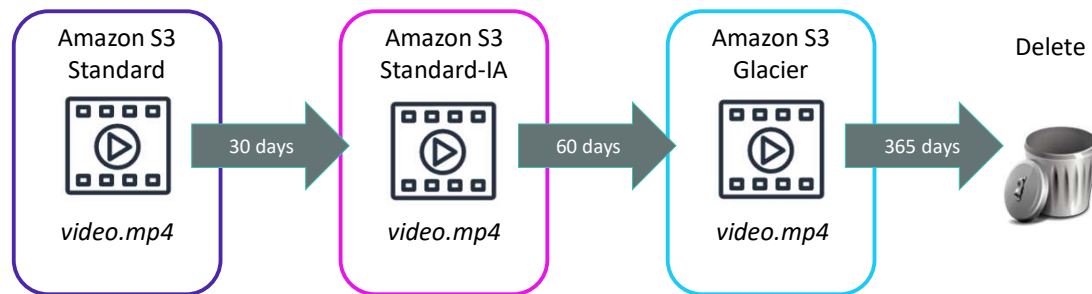 Amazon S3
Standard
video.mp4
30 days
Amazon S3
Standard-IA
video.mp4
60 days
Amazon S3
Glacier
video.mp4
365 days
Delete